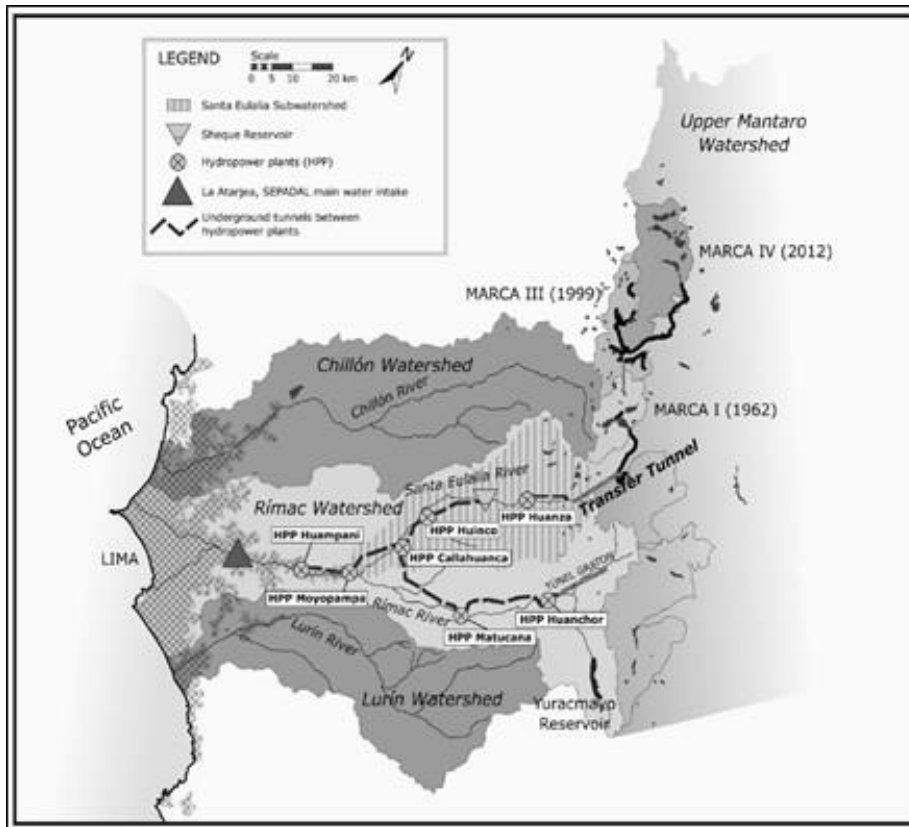 LEGEND
Scale
0 5 10 20 km
N
Santa Eulalia Subwatershed
Sheque Reservoir
Hydropower plants (HPP)
La Atarjea, SEPADAL main water intake
Underground tunnels between
hydropower plants
Upper Mantaro
Watershed
MARCA IV (2012)
MARCA III (1999)
Chillón Watershed
Chillón River
MARCA I (1962)
Pacific
Ocean
Transfer Tunnel
Santa Eulalia River
Rímac Watershed
HPP Huanza
HPP Huinco
HPP Huampani
LIMA
HPP Callahuanca
TUNEL GRATON
HPP Moyopampa
Rímac River
HPP Huanchor
HPP Matucana
Lurín River
Lurín Watershed
Yuracmayo
Reservoir